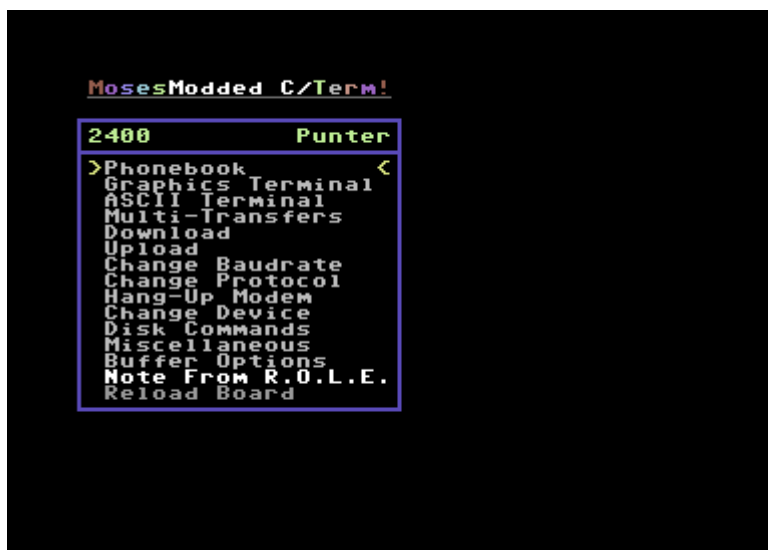 MosesModded C/Term!
2400 Punter
>Phonebook <
Graphics Terminal
ASCII Terminal
Multi-Transfers
Download
Upload
Change Baudrate
Change Protocol
Hang-Up Modem
Change Device
Disk Commands
Miscellaneous
Buffer Options
Note From R.O.L.E.
Reload Board